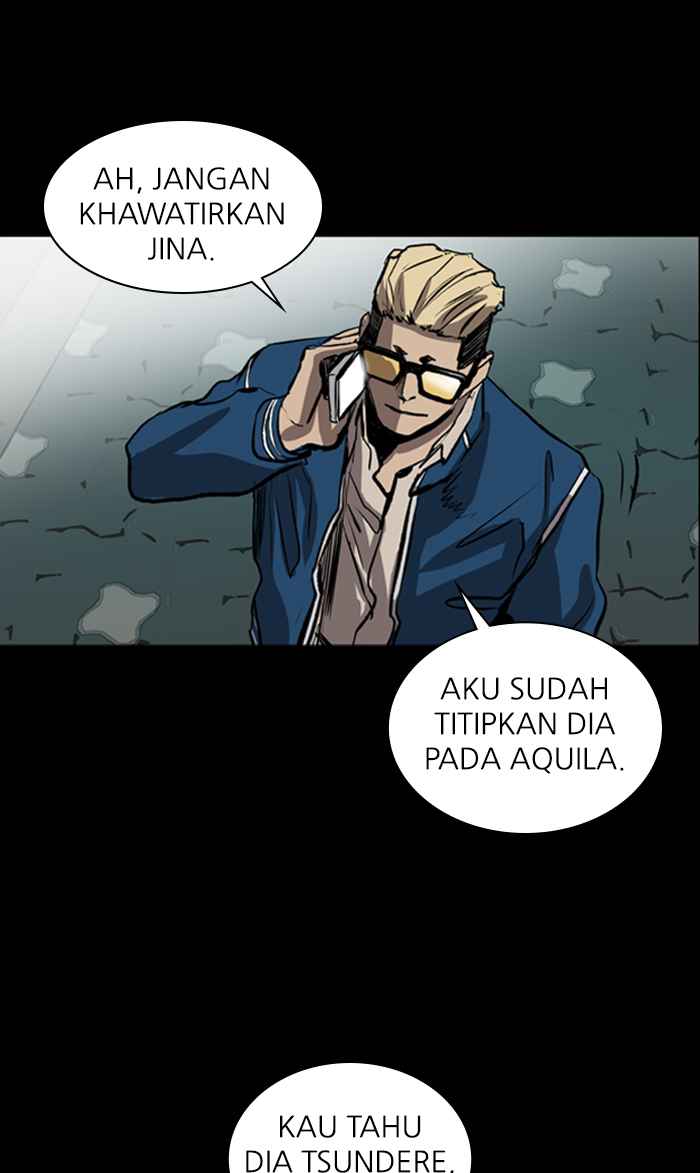 AH, JANGAN
KHAWATIRKAN
JINA.
AKU SUDAH
TITIPKAN DIA
PADA AQUILA.
KAU TAHU
DIA TSUNDERE,